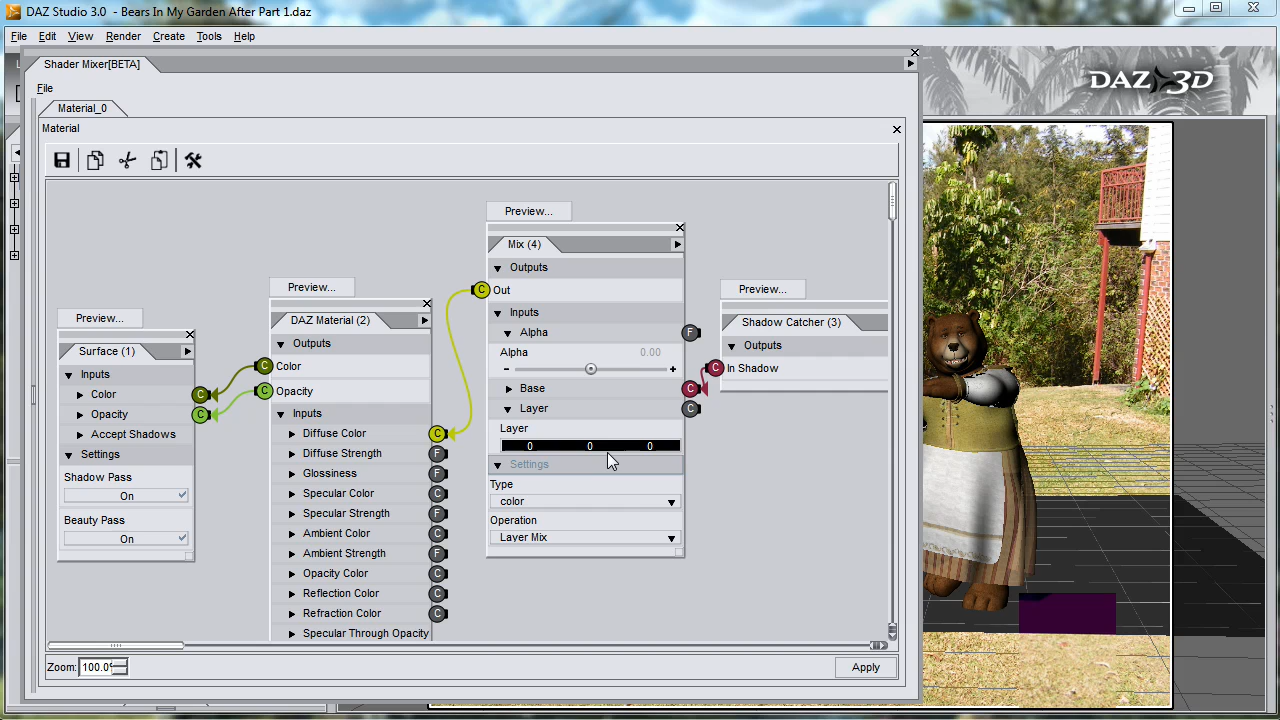 DAZ Studio 3.0 - Bears In My Garden After Part 1.daz
File Edit View Render Create Tools Help
Shader Mixer[BETA]
File
Material_0
Material
DAZ 3D
Preview...
Surface (1)
Inputs
Color
Opacity
Accept Shadows
Settings
Shadow Pass
On
Beauty Pass
On
C
C
Preview...
DAZ Material (2)
Outputs
C Color
C Opacity
Inputs
Diffuse Color C
Diffuse Strength F
Glossiness F
Specular Color C
Specular Strength F
Ambient Color C
Ambient Strength F
Opacity Color C
Reflection Color C
Refraction Color C
Specular Through Opacity
Preview...
Mix (4)
Outputs
C Out
Inputs
Alpha F
Alpha 0.00
- +
Base C
Layer C
Layer
0 0 0
Settings
Type
color
Operation
Layer Mix
Preview...
Shadow Catcher (3)
Outputs
C In Shadow
Zoom: 100.0
Apply